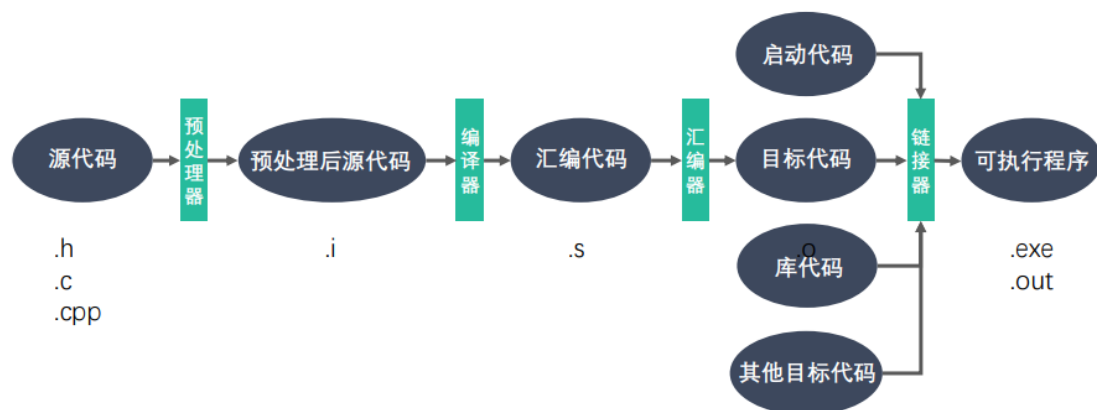 启动代码
源代码
预处理器
预处理后源代码
编译器
汇编代码
汇编器
目标代码
链接器
可执行程序
.h
.c
.cpp
.i
.s
.o
库代码
.exe
.out
其他目标代码